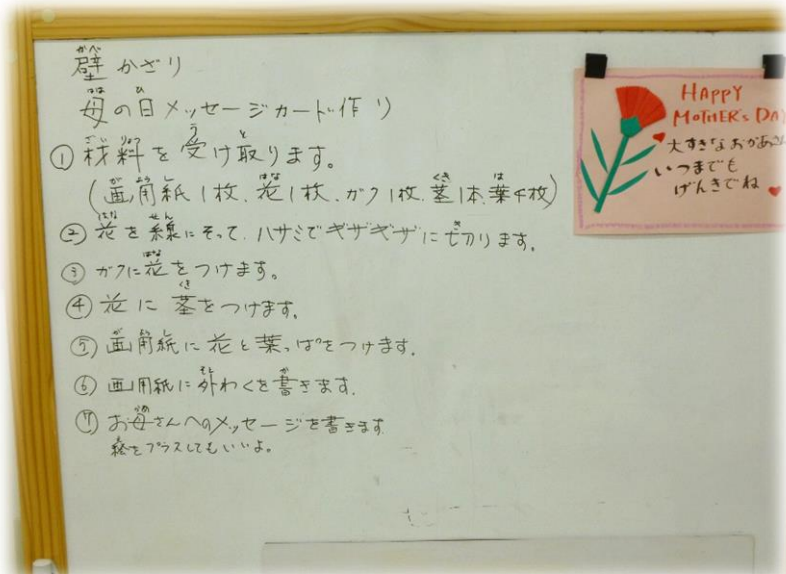 壁かざり
母の日メッセージカード作り
① 材料を受け取ります。
(画用紙1枚、花1枚、ガク1枚、茎1本、葉4枚)
② 花を線にそって、ハサミでギザギザに切ります。
③ ガクに花をつけます。
④ 花に茎をつけます。
⑤ 画用紙に花と葉っぱをつけます。
⑥ 画用紙に外わくを書きます。
⑦ お母さんへのメッセージを書きます
絵をプラスしてもいいよ。
HAPPY
MOTHER'S DAY
大すきなおかあさん
いつまでも
げんきでね